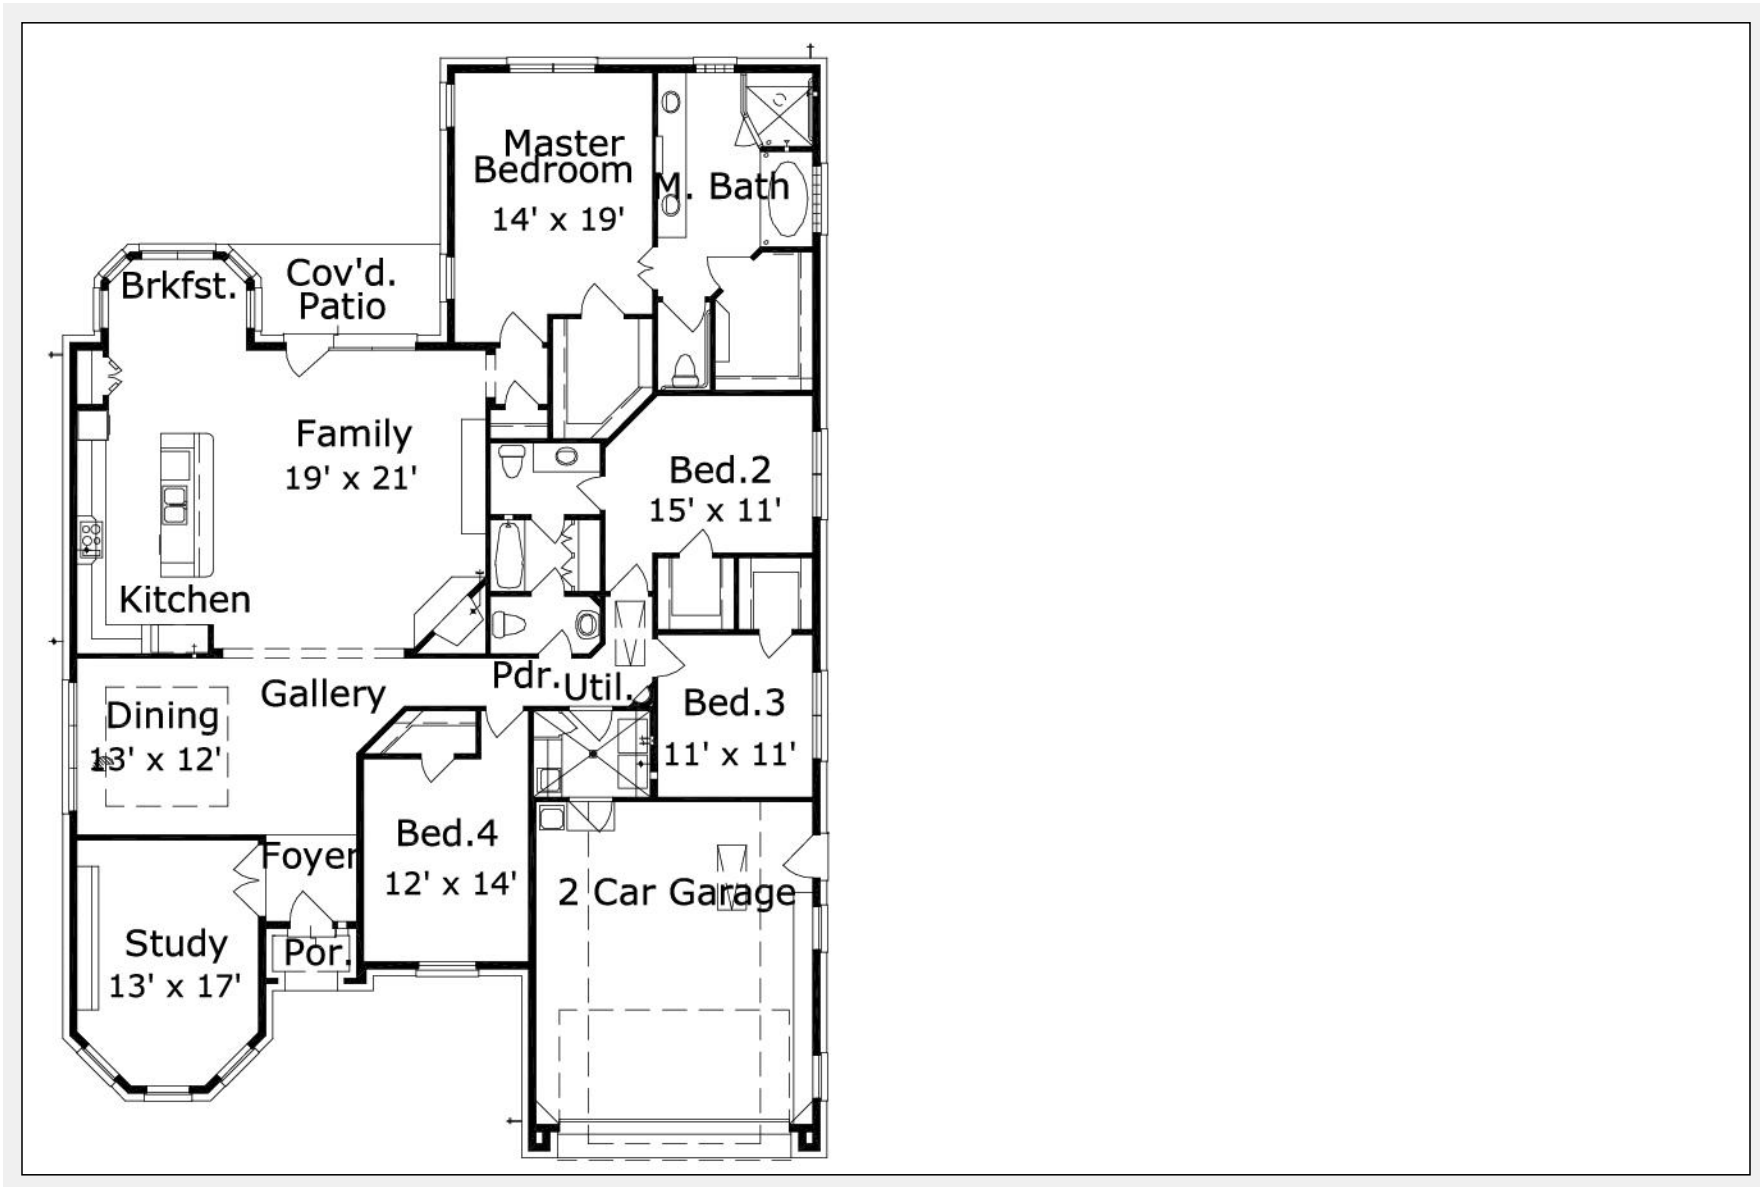 Master
Bedroom
14' x 19'
M. Bath
Brkfst.
Cov'd.
Patio
Family
19' x 21'
Bed.2
15' x 11'
Kitchen
Pdr.
Util.
Gallery
Dining
13' x 12'
Bed.3
11' x 11'
Bed.4
12' x 14'
Foyer
2 Car Garage
Study
13' x 17'
Por.